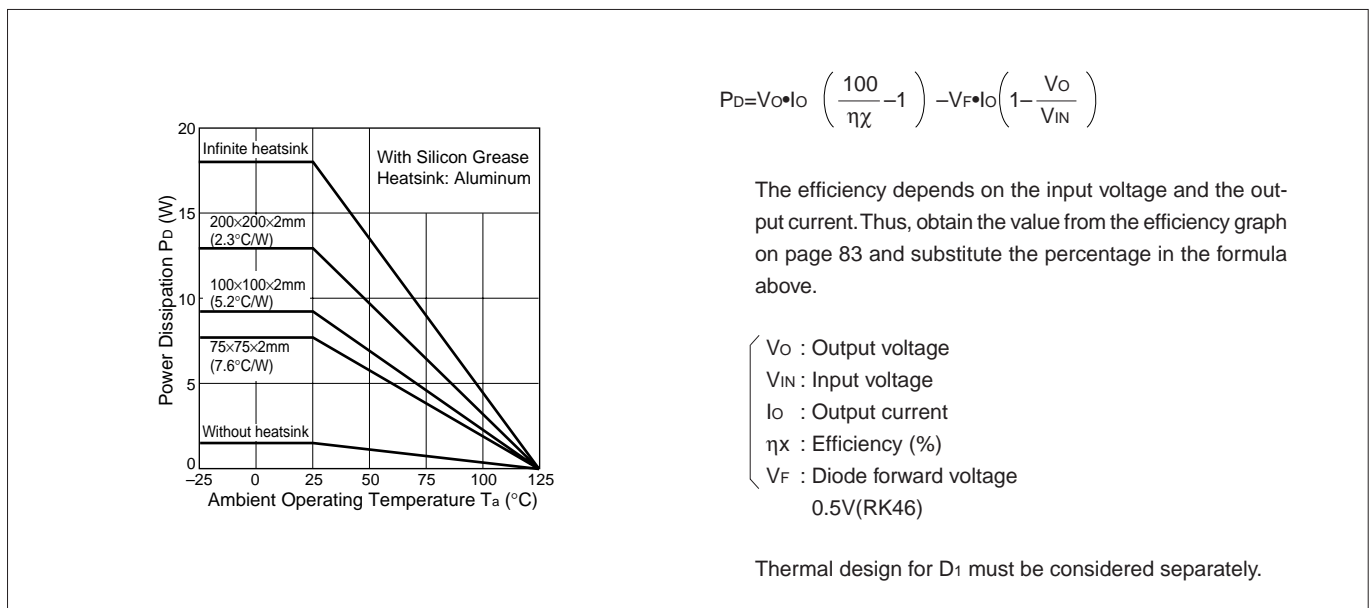 20
15
10
5
0
Power Dissipation PD (W)
Infinite heatsink
With Silicon Grease
Heatsink: Aluminum
200×200×2mm
(2.3°C/W)
100×100×2mm
(5.2°C/W)
75×75×2mm
(7.6°C/W)
Without heatsink
–25 0 25 50 75 100 125
Ambient Operating Temperature Ta (°C)
PD=VO•IO (100/ηχ –1) –VF•IO(1– VO/VIN)
The efficiency depends on the input voltage and the out-
put current. Thus, obtain the value from the efficiency graph
on page 83 and substitute the percentage in the formula
above.
VO : Output voltage
VIN : Input voltage
IO : Output current
ηx : Efficiency (%)
VF : Diode forward voltage
0.5V(RK46)
Thermal design for D1 must be considered separately.